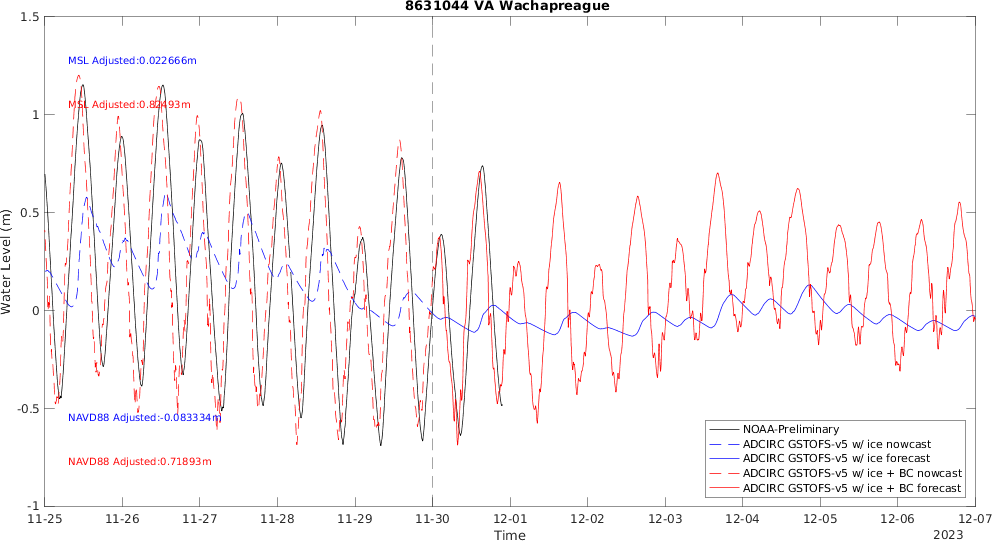 8631044 VA Wachapreague
1.5
1
0.5
0
-0.5
-1
Water Level (m)
MSL Adjusted:0.022666m
MSL Adjusted:0.82493m
NAVD88 Adjusted:-0.083334m
NAVD88 Adjusted:0.71893m
NOAA-Preliminary
ADCIRC GSTOFS-v5 w/ ice nowcast
ADCIRC GSTOFS-v5 w/ ice forecast
ADCIRC GSTOFS-v5 w/ ice + BC nowcast
ADCIRC GSTOFS-v5 w/ ice + BC forecast
11-25 11-26 11-27 11-28 11-29 11-30 12-01 12-02 12-03 12-04 12-05 12-06 12-07
Time
2023